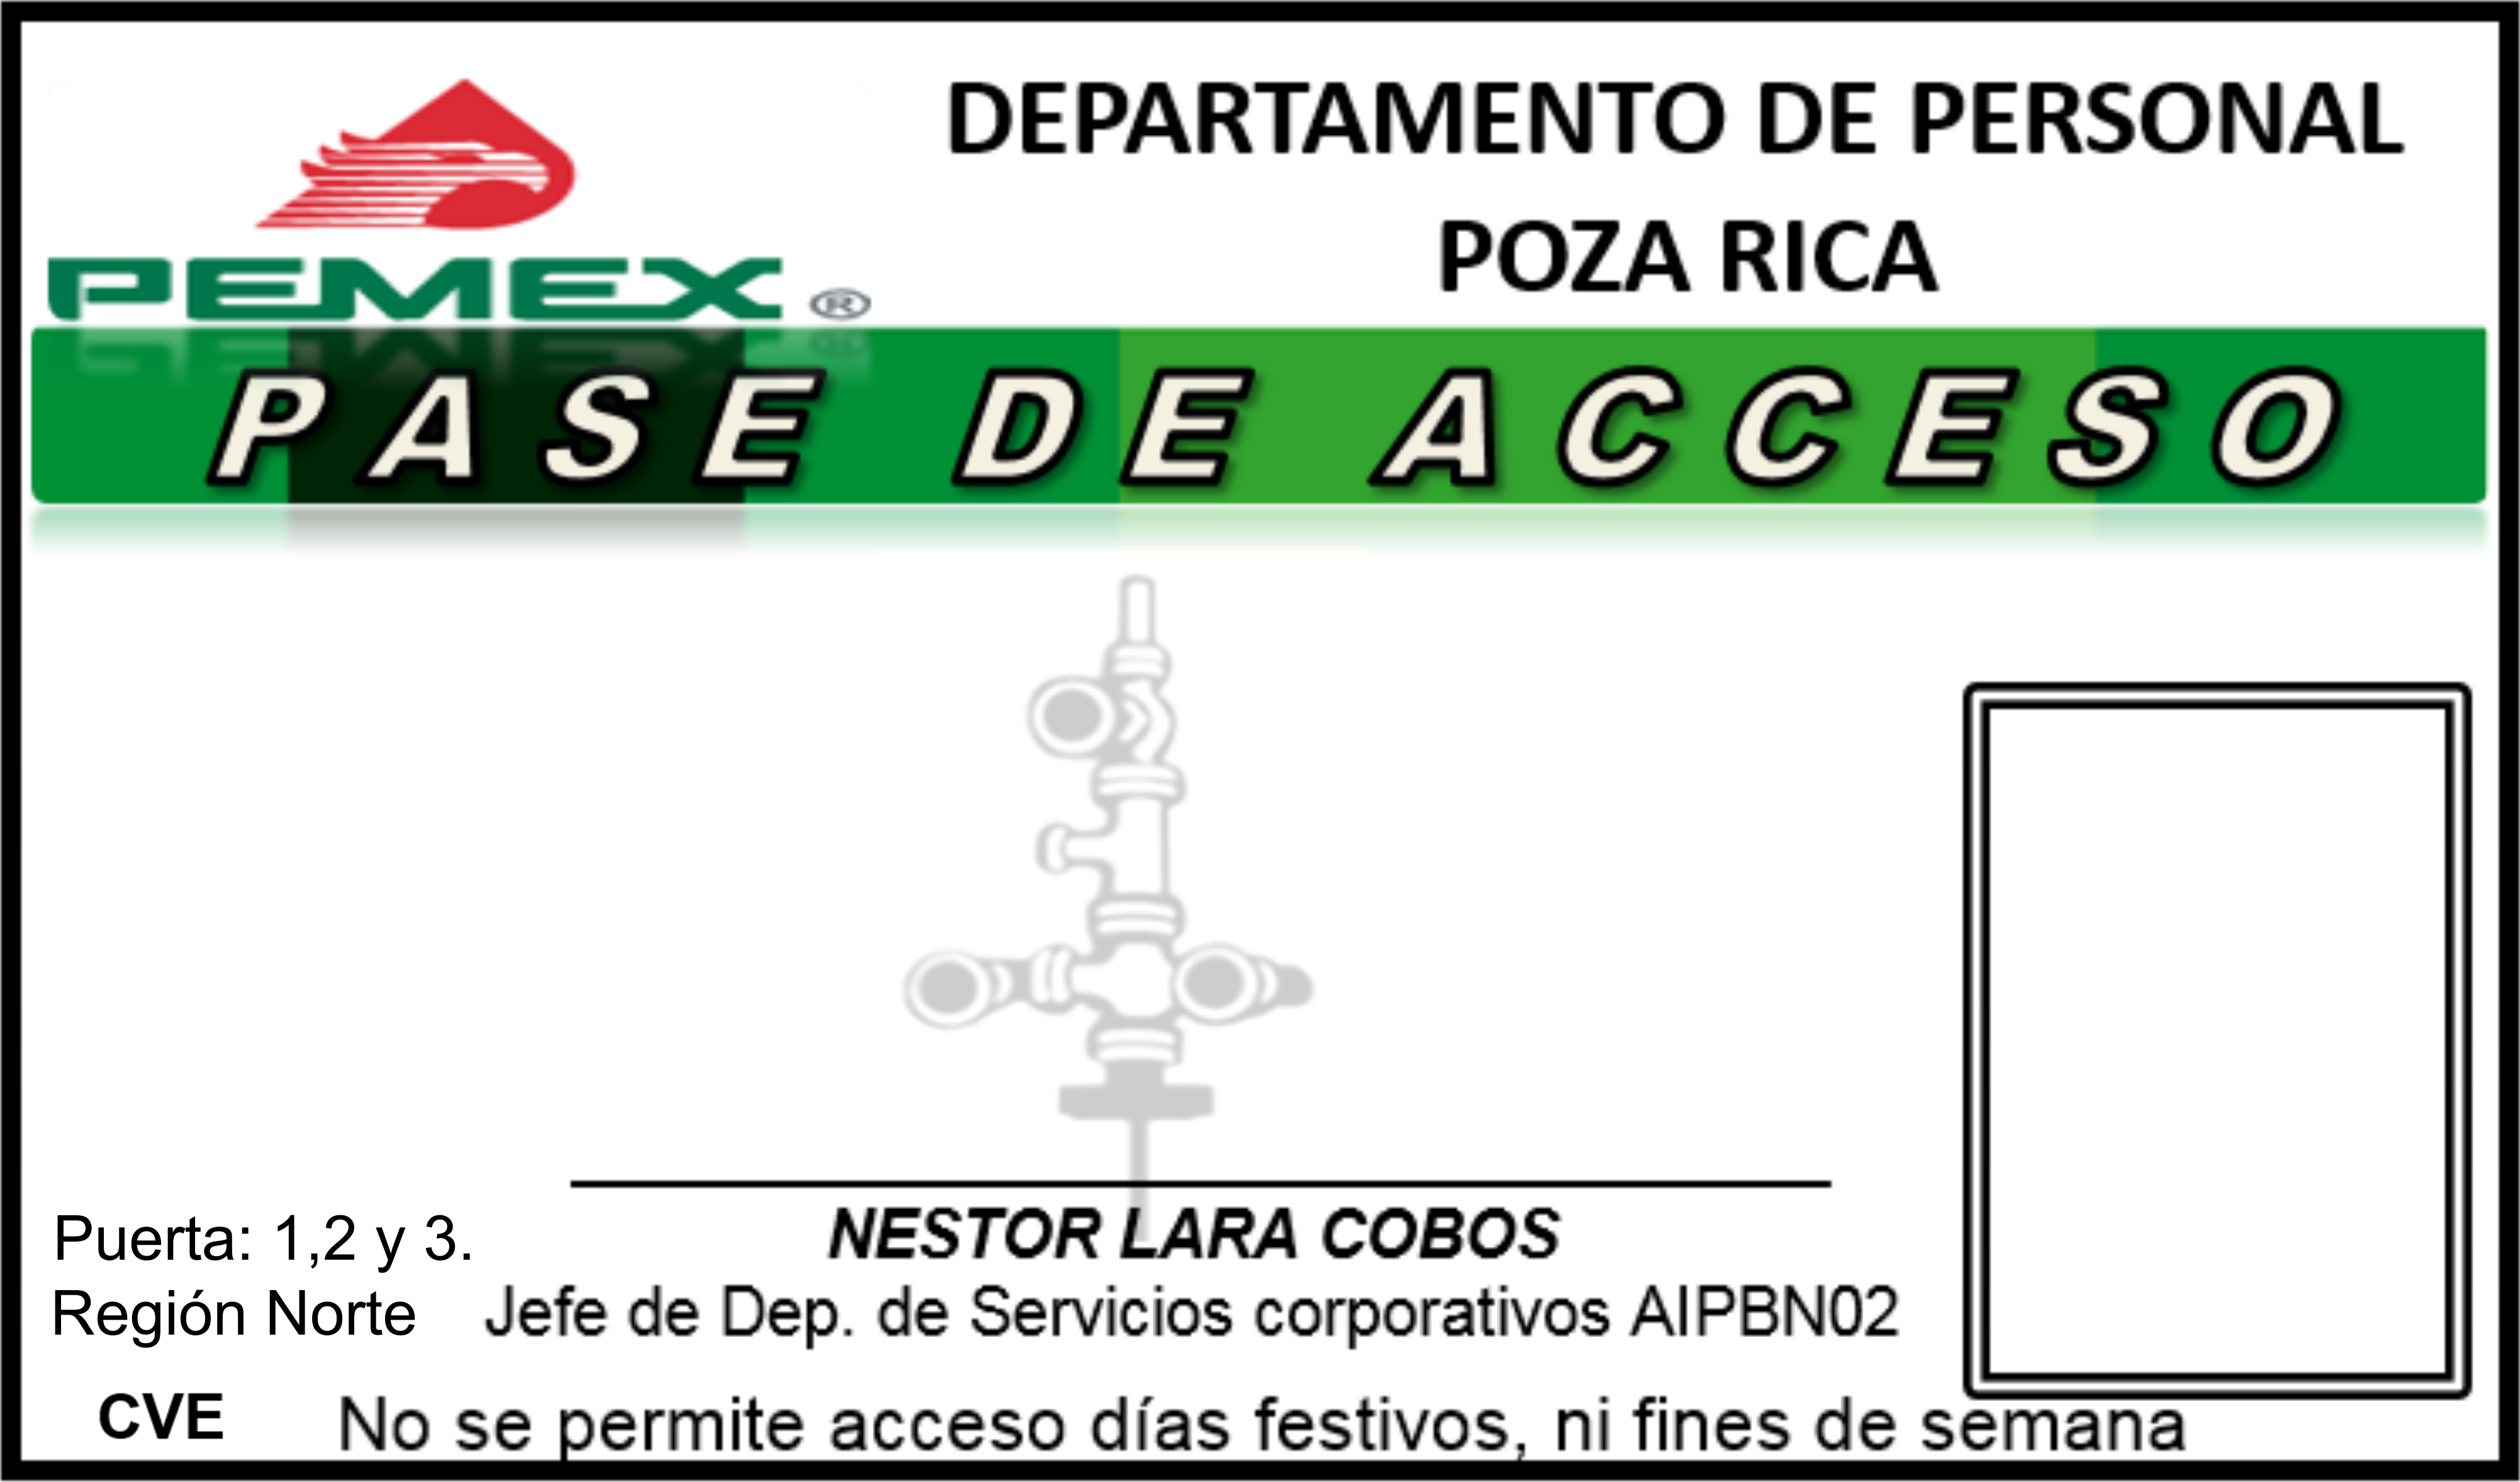 DEPARTAMENTO DE PERSONAL
POZA RICA
PEMEX ®
PASE DE ACCESO
NESTOR LARA COBOS
Puerta: 1,2 y 3.
Región Norte
Jefe de Dep. de Servicios corporativos AIPBN02
CVE
No se permite acceso días festivos, ni fines de semana